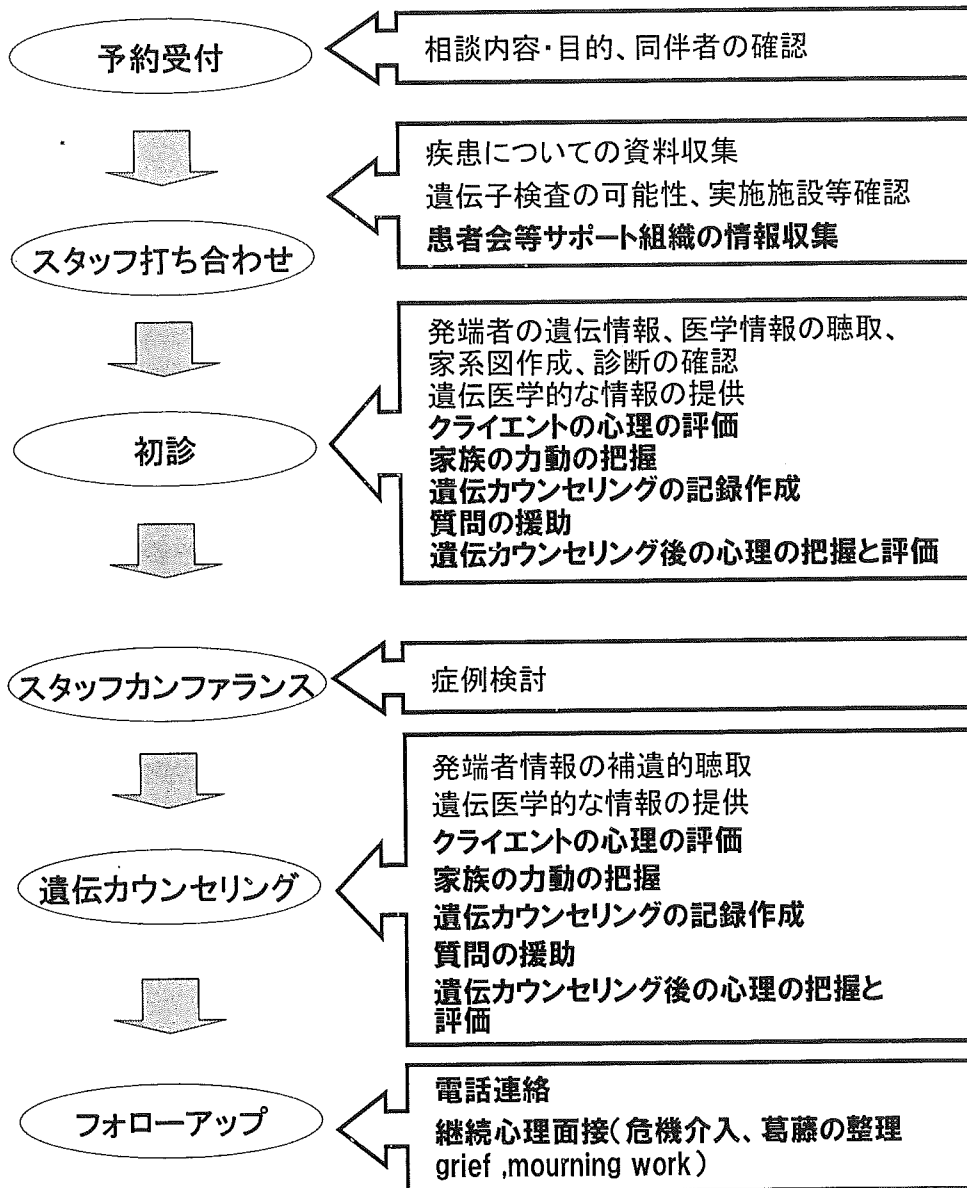 予約受付
相談内容・目的、同伴者の確認
疾患についての資料収集
遺伝子検査の可能性、実施施設等確認
患者会等サポート組織の情報収集
スタッフ打ち合わせ
発端者の遺伝情報、医学情報の聴取、
家系図作成、診断の確認
遺伝医学的な情報の提供
クライエントの心理の評価
家族の力動の把握
遺伝カウンセリングの記録作成
質問の援助
遺伝カウンセリング後の心理の把握と評価
初診
スタッフカンファランス
症例検討
発端者情報の補遺的聴取
遺伝医学的な情報の提供
クライエントの心理の評価
家族の力動の把握
遺伝カウンセリングの記録作成
質問の援助
遺伝カウンセリング後の心理の把握と
評価
遺伝カウンセリング
フォローアップ
電話連絡
継続心理面接(危機介入、葛藤の整理
grief ,mourning work)